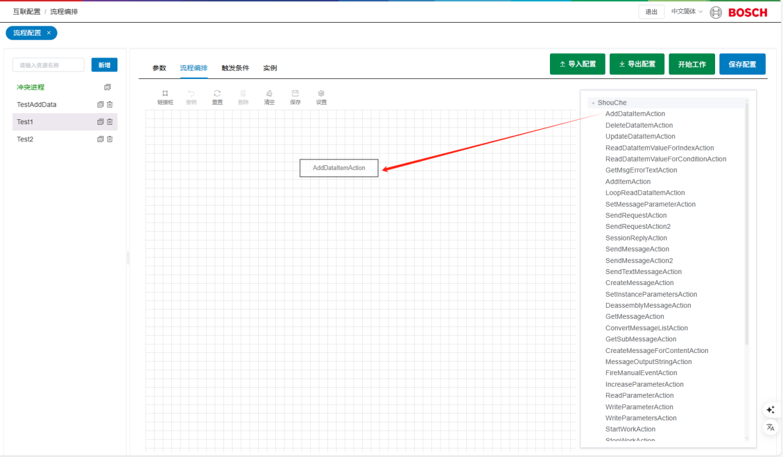 互联配置 / 流程编排
退出
中文简体
BOSCH
流程配置 ×
请输入资源名称
新增
冲突进程
TestAddData
Test1
Test2
参数
流程编排
触发条件
实例
导入配置
导出配置
开始工作
保存配置
链接桩
撤销
重置
删除
清空
保存
设置
AddDataItemAction
ShouChe
AddDataItemAction
DeleteDataItemAction
UpdateDataItemAction
ReadDataItemValueForIndexAction
ReadDataItemValueForConditionAction
GetMsgErrorTextAction
AddItemAction
LoopReadDataItemAction
SetMessageParameterAction
SendRequestAction
SendRequestAction2
SessionReplyAction
SendMessageAction
SendMessageAction2
SendTextMessageAction
CreateMessageAction
SetInstanceParametersAction
DeassemblyMessageAction
GetMessageAction
ConvertMessageListAction
GetSubMessageAction
CreateMessageForContentAction
MessageOutputStringAction
FireManualEventAction
IncreaseParameterAction
ReadParameterAction
WriteParameterAction
WriteParametersAction
StartWorkAction
StopWorkAction